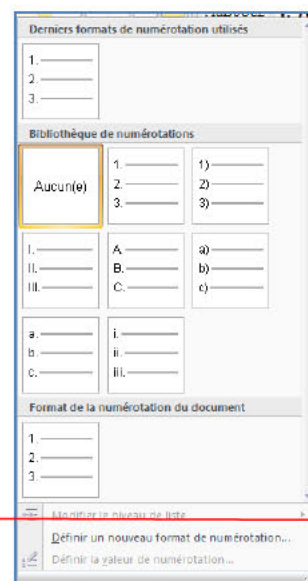 Derniers formats de numérotation utilisés
1.
2.
3.
Bibliothèque de numérotations
Aucun(e)
1.
2.
3.
1)
2)
3)
I.
II.
III.
A.
B.
C.
a)
b)
c)
a.
b.
c.
i.
ii.
iii.
Format de la numérotation du document
1.
2.
3.
Modifier le niveau de liste
Définir un nouveau format de numérotation...
Définir la valeur de numérotation...